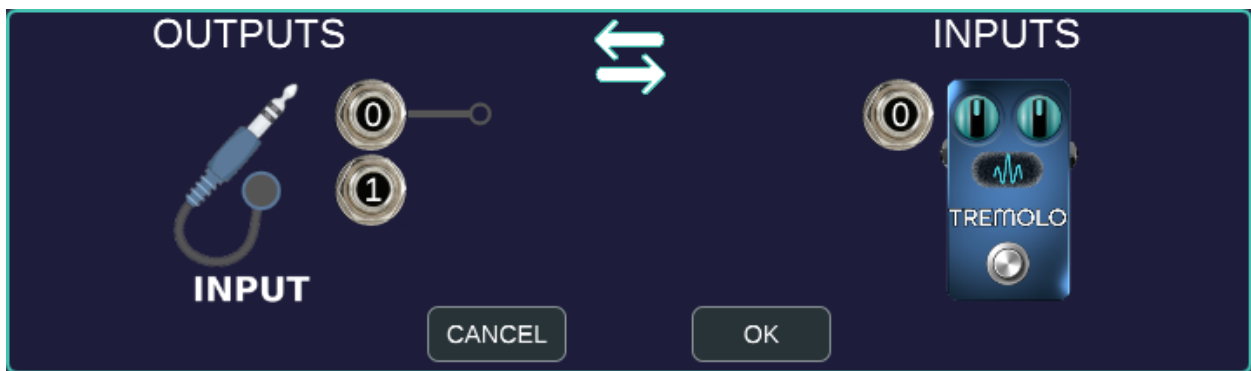 OUTPUTS
INPUTS
0
0
1
TREMOLO
INPUT
CANCEL
OK